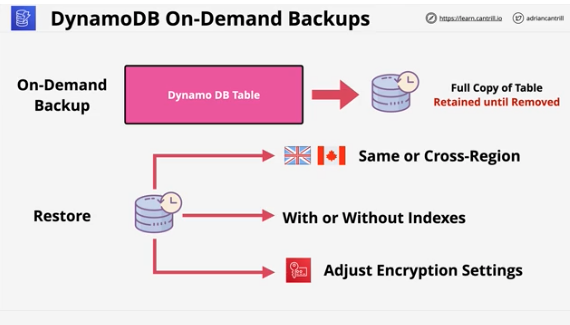 DynamoDB On-Demand Backups
https://learn.cantrill.io
adriancantrill
On-Demand
Backup
Dynamo DB Table
Full Copy of Table
Retained until Removed
Same or Cross-Region
Restore
With or Without Indexes
Adjust Encryption Settings